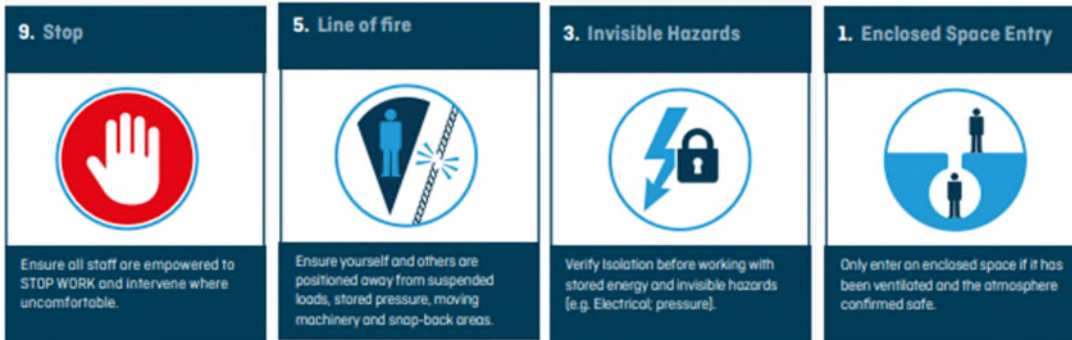 9. Stop
Ensure all staff are empowered to
STOP WORK and intervene where
uncomfortable.
5. Line of fire
Ensure yourself and others are
positioned away from suspended
loads, stored pressure, moving
machinery and snap-back areas.
3. Invisible Hazards
Verify Isolation before working with
stored energy and invisible hazards
(e.g. Electrical; pressure).
1. Enclosed Space Entry
Only enter an enclosed space if it has
been ventilated and the atmosphere
confirmed safe.